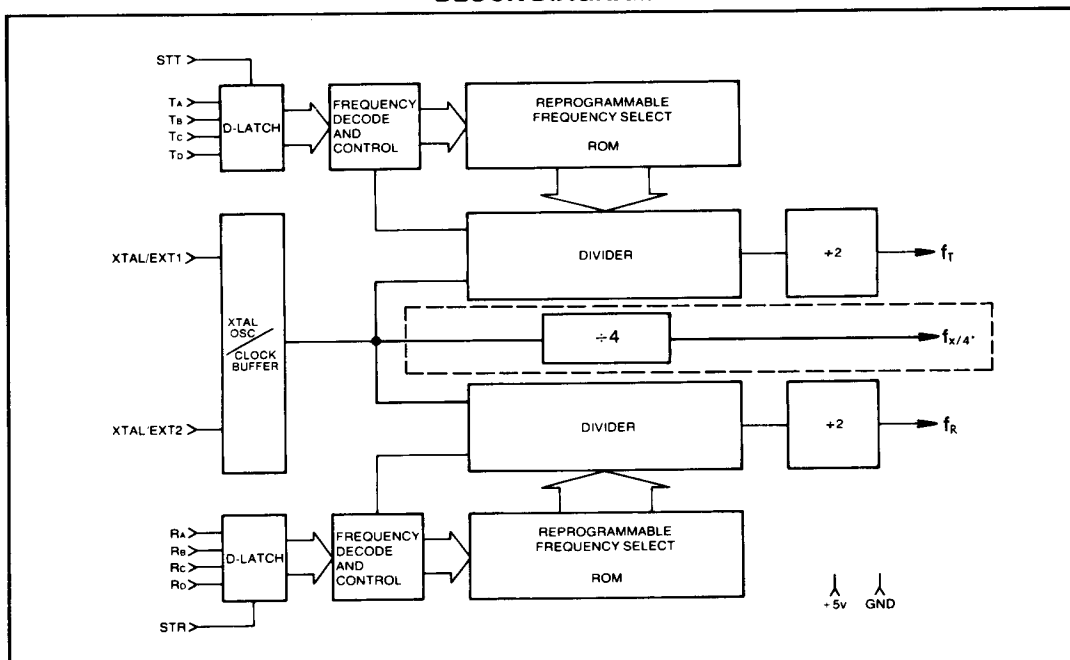 STT
TA
TB
TC
TD
D-LATCH
FREQUENCY
DECODE
AND
CONTROL
REPROGRAMMABLE
FREQUENCY SELECT
ROM
XTAL/EXT1
XTAL
OSC
CLOCK
BUFFER
XTAL/EXT2
DIVIDER
÷2
fT
÷4
fX/4*
DIVIDER
÷2
fR
RA
RB
RC
RD
D-LATCH
STR
FREQUENCY
DECODE
AND
CONTROL
REPROGRAMMABLE
FREQUENCY SELECT
ROM
+5v GND